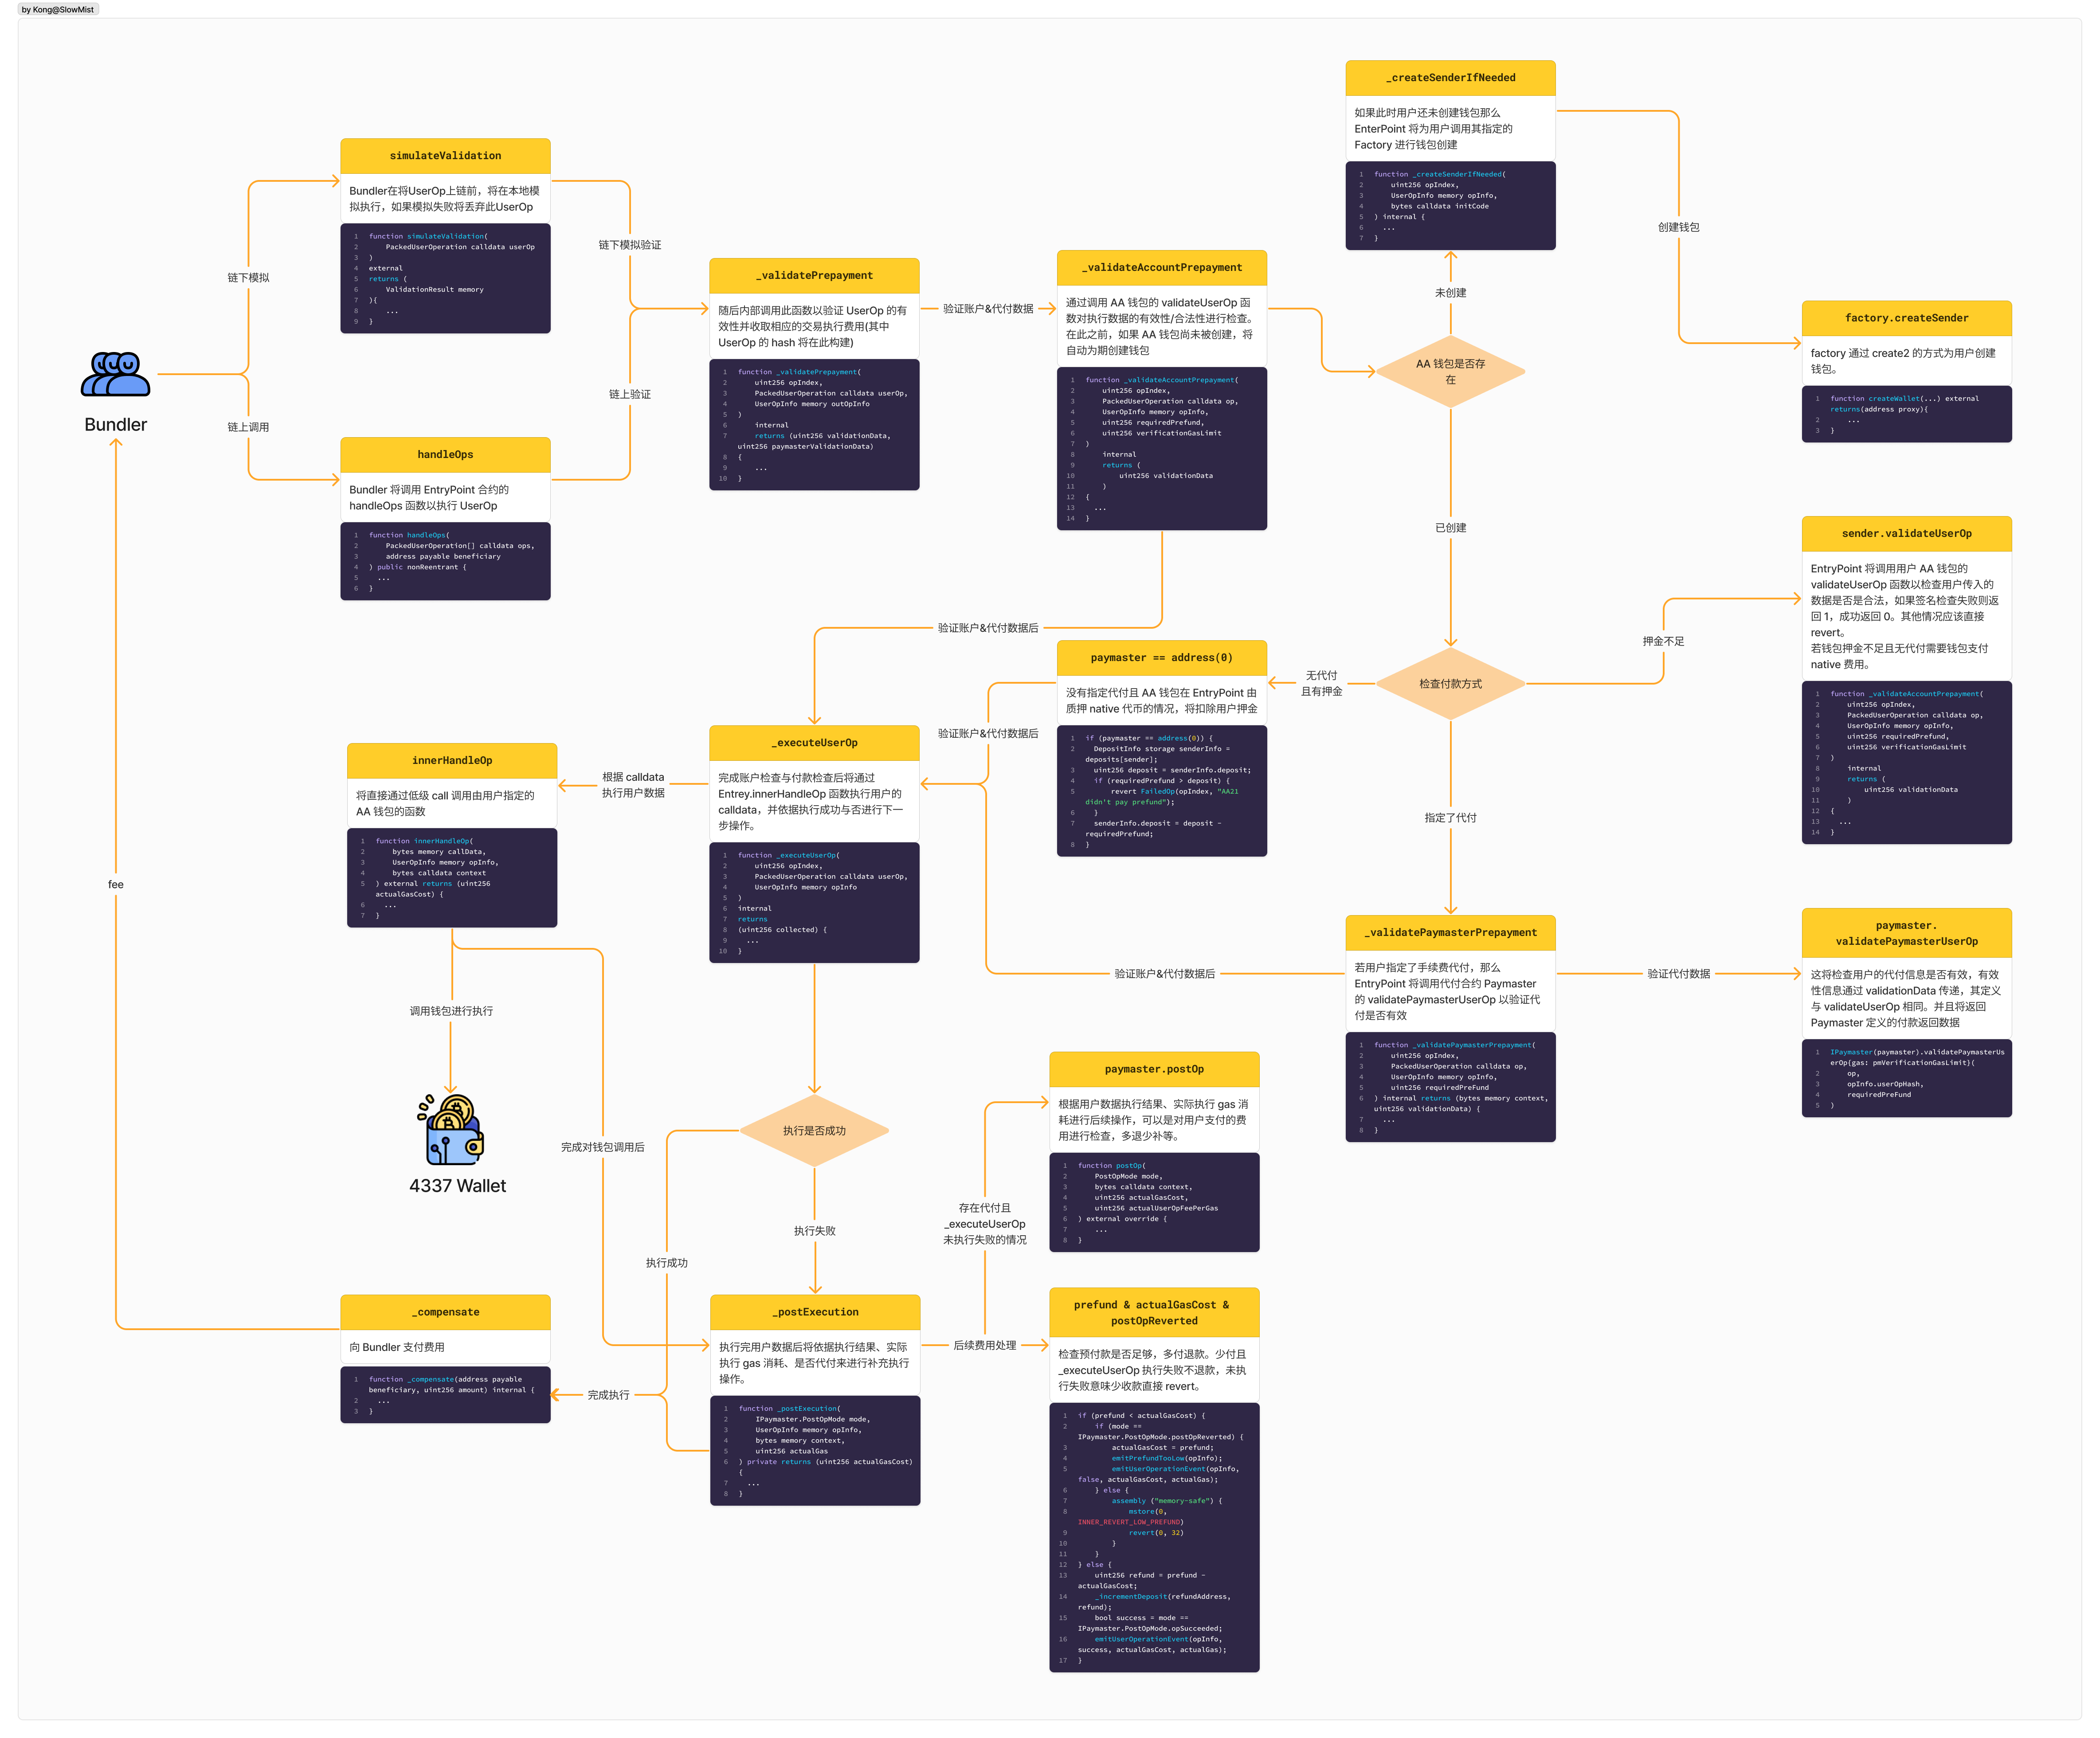 by Kong@SlowMist
_createSenderIfNeeded
如果此时用户还未创建钱包那么
EnterPoint 将为用户调用其指定的
Factory 进行钱包创建
1 function _createSenderIfNeeded(
2 uint256 opIndex,
3 UserOpInfo memory opInfo,
4 bytes calldata initCode
5 ) internal {
6 ...
7 }
simulateValidation
Bundler在将UserOp上链前，将在本地模
拟执行，如果模拟失败将丢弃此UserOp
1 function simulateValidation(
2 PackedUserOperation calldata userOp
3 )
4 external
5 returns (
6 ValidationResult memory
7 ){
8 ...
9 }
创建钱包
链下模拟验证
链下模拟
_validatePrepayment
随后内部调用此函数以验证 UserOp 的有
效性并收取相应的交易执行费用(其中
UserOp 的 hash 将在此构建)
1 function _validatePrepayment(
2 uint256 opIndex,
3 PackedUserOperation calldata userOp,
4 UserOpInfo memory outOpInfo
5 )
6 internal
7 returns (uint256 validationData,
uint256 paymasterValidationData)
8 {
9 ...
10 }
验证账户&代付数据
_validateAccountPrepayment
通过调用 AA 钱包的 validateUserOp 函
数对执行数据的有效性/合法性进行检查。
在此之前，如果 AA 钱包尚未被创建，将
自动为期创建钱包
1 function _validateAccountPrepayment(
2 uint256 opIndex,
3 PackedUserOperation calldata op,
4 UserOpInfo memory opInfo,
5 uint256 requiredPrefund,
6 uint256 verificationGasLimit
7 )
8 internal
9 returns (
10 uint256 validationData
11 )
12 {
13 ...
14 }
未创建
AA 钱包是否存
在
factory.createSender
factory 通过 create2 的方式为用户创建
钱包。
1 function createWallet(...) external
returns(address proxy){
2 ...
3 }
Bundler
链上验证
链上调用
handleOps
Bundler 将调用 EntryPoint 合约的
handleOps 函数以执行 UserOp
1 function handleOps(
2 PackedUserOperation[] calldata ops,
3 address payable beneficiary
4 ) public nonReentrant {
5 ...
6 }
已创建
sender.validateUserOp
EntryPoint 将调用用户 AA 钱包的
validateUserOp 函数以检查用户传入的
数据是否是合法，如果签名检查失败则返
回 1，成功返回 0。其他情况应该直接
revert。
若钱包押金不足且无代付需要钱包支付
native 费用。
1 function _validateAccountPrepayment(
2 uint256 opIndex,
3 PackedUserOperation calldata op,
4 UserOpInfo memory opInfo,
5 uint256 requiredPrefund,
6 uint256 verificationGasLimit
7 )
8 internal
9 returns (
10 uint256 validationData
11 )
12 {
13 ...
14 }
验证账户&代付数据后
押金不足
paymaster == address(0)
没有指定代付且 AA 钱包在 EntryPoint 由
质押 native 代币的情况，将扣除用户押金
1 if (paymaster == address(0)) {
2 DepositInfo storage senderInfo =
deposits[sender];
3 uint256 deposit = senderInfo.deposit;
4 if (requiredPrefund > deposit) {
5 revert FailedOp(opIndex, "AA21
didn't pay prefund");
6 }
7 senderInfo.deposit = deposit -
requiredPrefund;
8 }
无代付
且有押金
检查付款方式
验证账户&代付数据后
_executeUserOp
完成账户检查与付款检查后将通过
Entrey.innerHandleOp 函数执行用户的
calldata，并依据执行成功与否进行下一
步操作。
1 function _executeUserOp(
2 uint256 opIndex,
3 PackedUserOperation calldata userOp,
4 UserOpInfo memory opInfo
5 )
6 internal
7 returns
8 (uint256 collected) {
9 ...
10 }
根据 calldata
执行用户数据
innerHandleOp
将直接通过低级 call 调用由用户指定的
AA 钱包的函数
1 function innerHandleOp(
2 bytes memory callData,
3 UserOpInfo memory opInfo,
4 bytes calldata context
5 ) external returns (uint256
actualGasCost) {
6 ...
7 }
指定了代付
fee
_validatePaymasterPrepayment
若用户指定了手续费代付，那么
EntryPoint 将调用代付合约 Paymaster
的 validatePaymasterUserOp 以验证代
付是否有效
1 function _validatePaymasterPrepayment(
2 uint256 opIndex,
3 PackedUserOperation calldata op,
4 UserOpInfo memory opInfo,
5 uint256 requiredPreFund
6 ) internal returns (bytes memory context,
uint256 validationData) {
7 ...
8 }
验证账户&代付数据后
验证代付数据
paymaster.
validatePaymasterUserOp
这将检查用户的代付信息是否有效，有效
性信息通过 validationData 传递，其定义
与 validateUserOp 相同。并且将返回
Paymaster 定义的付款返回数据
1 IPaymaster(paymaster).validatePaymasterUs
erOp{gas: pmVerificationGasLimit}(
2 op,
3 opInfo.userOpHash,
4 requiredPreFund
5 )
调用钱包进行执行
4337 Wallet
完成对钱包调用后
执行是否成功
paymaster.postOp
根据用户数据执行结果、实际执行 gas 消
耗进行后续操作，可以是对用户支付的费
用进行检查，多退少补等。
1 function postOp(
2 PostOpMode mode,
3 bytes calldata context,
4 uint256 actualGasCost,
5 uint256 actualUserOpFeePerGas
6 ) external override {
7 ...
8 }
存在代付且
_executeUserOp
未执行失败的情况
执行失败
执行成功
_compensate
向 Bundler 支付费用
1 function _compensate(address payable
beneficiary, uint256 amount) internal {
2 ...
3 }
完成执行
_postExecution
执行完用户数据后将依据执行结果、实际
执行 gas 消耗、是否代付来进行补充执行
操作。
1 function _postExecution(
2 IPaymaster.PostOpMode mode,
3 UserOpInfo memory opInfo,
4 bytes memory context,
5 uint256 actualGas
6 ) private returns (uint256 actualGasCost)
{
7 ...
8 }
后续费用处理
prefund & actualGasCost &
postOpReverted
检查预付款是否足够，多付退款。少付且
_executeUserOp 执行失败不退款，未执
行失败意味少收款直接 revert。
1 if (prefund < actualGasCost) {
2 if (mode ==
IPaymaster.PostOpMode.postOpReverted) {
3 actualGasCost = prefund;
4 emitPrefundTooLow(opInfo);
5 emitUserOperationEvent(opInfo,
false, actualGasCost, actualGas);
6 } else {
7 assembly ("memory-safe") {
8 mstore(0,
INNER_REVERT_LOW_PREFUND)
9 revert(0, 32)
10 }
11 }
12 } else {
13 uint256 refund = prefund -
actualGasCost;
14 _incrementDeposit(refundAddress,
refund);
15 bool success = mode ==
IPaymaster.PostOpMode.opSucceeded;
16 emitUserOperationEvent(opInfo,
success, actualGasCost, actualGas);
17 }